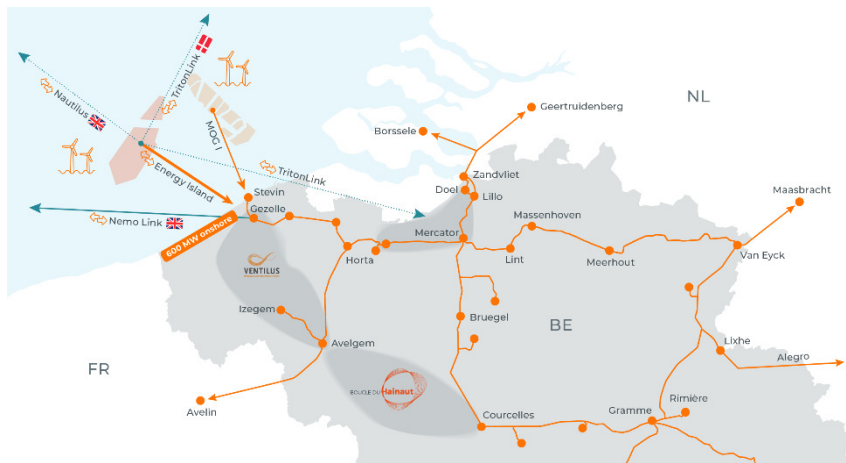 TritonLink
Nautilus
MOG I
Energy Island
TritonLink
NL
Geertruidenberg
Borssele
Zandvliet
Doel
Lillo
Maasbracht
Stevin
Gezelle
Nemo Link
600 MW onshore
Massenhoven
Mercator
Lint
Meerhout
Van Eyck
Horta
VENTILUS
Izegem
Bruegel
BE
Avelgem
Lixhe
Alegro
FR
BOUCLE DU Hainaut
Avelin
Courcelles
Gramme
Rimière